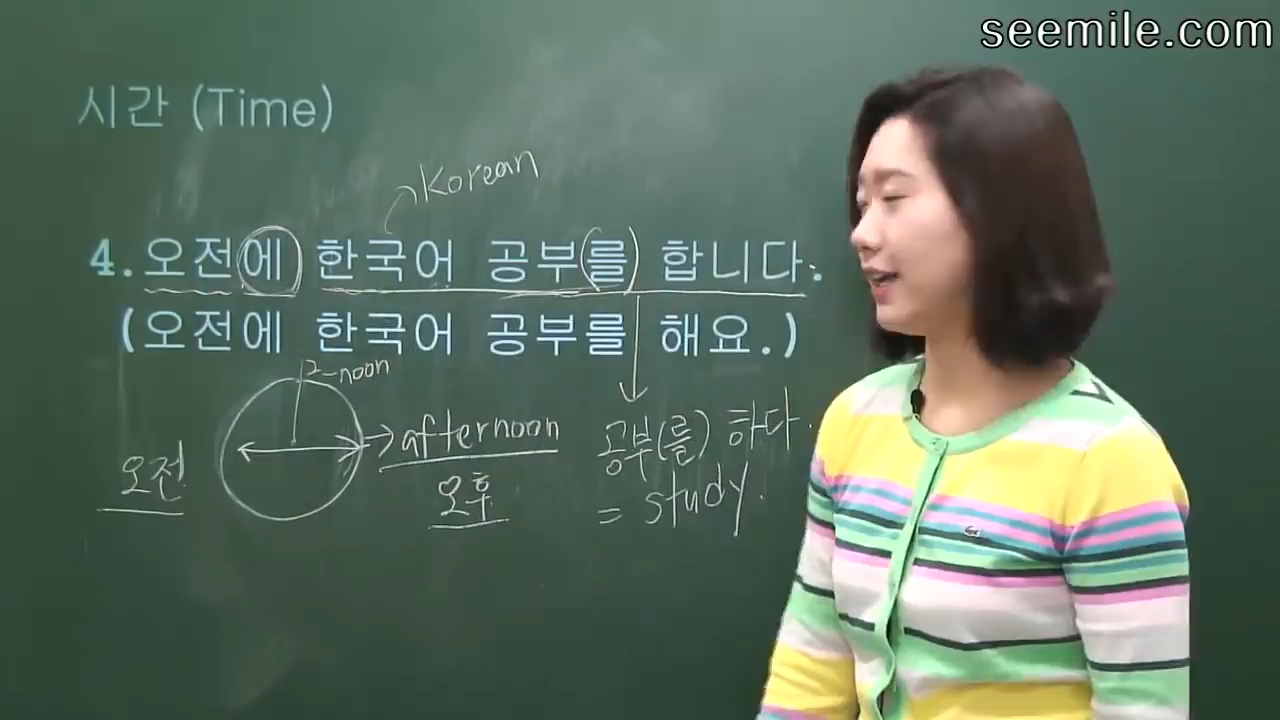 seemile.com
시간 (Time)
Korean
4.오전에 한국어 공부를 합니다.
(오전에 한국어 공부를 해요.)
12-noon
afternoon
오전
오후
공부(를) 하다.
= study.